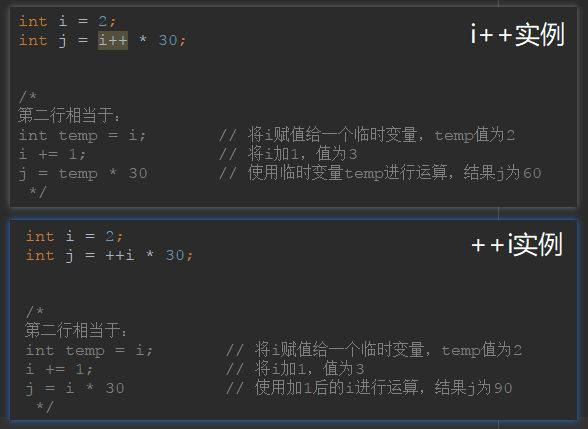 int i = 2;
i++实例
int j = i++ * 30;
/*
第二行相当于:
int temp = i; // 将i赋值给一个临时变量，temp值为2
i += 1; // 将i加1，值为3
j = temp * 30 // 使用临时变量temp进行运算，结果j为60
*/
int i = 2;
++i实例
int j = ++i * 30;
/*
第二行相当于:
int temp = i; // 将i赋值给一个临时变量，temp值为2
i += 1; // 将i加1，值为3
j = i * 30 // 使用加1后的i进行运算，结果j为90
*/